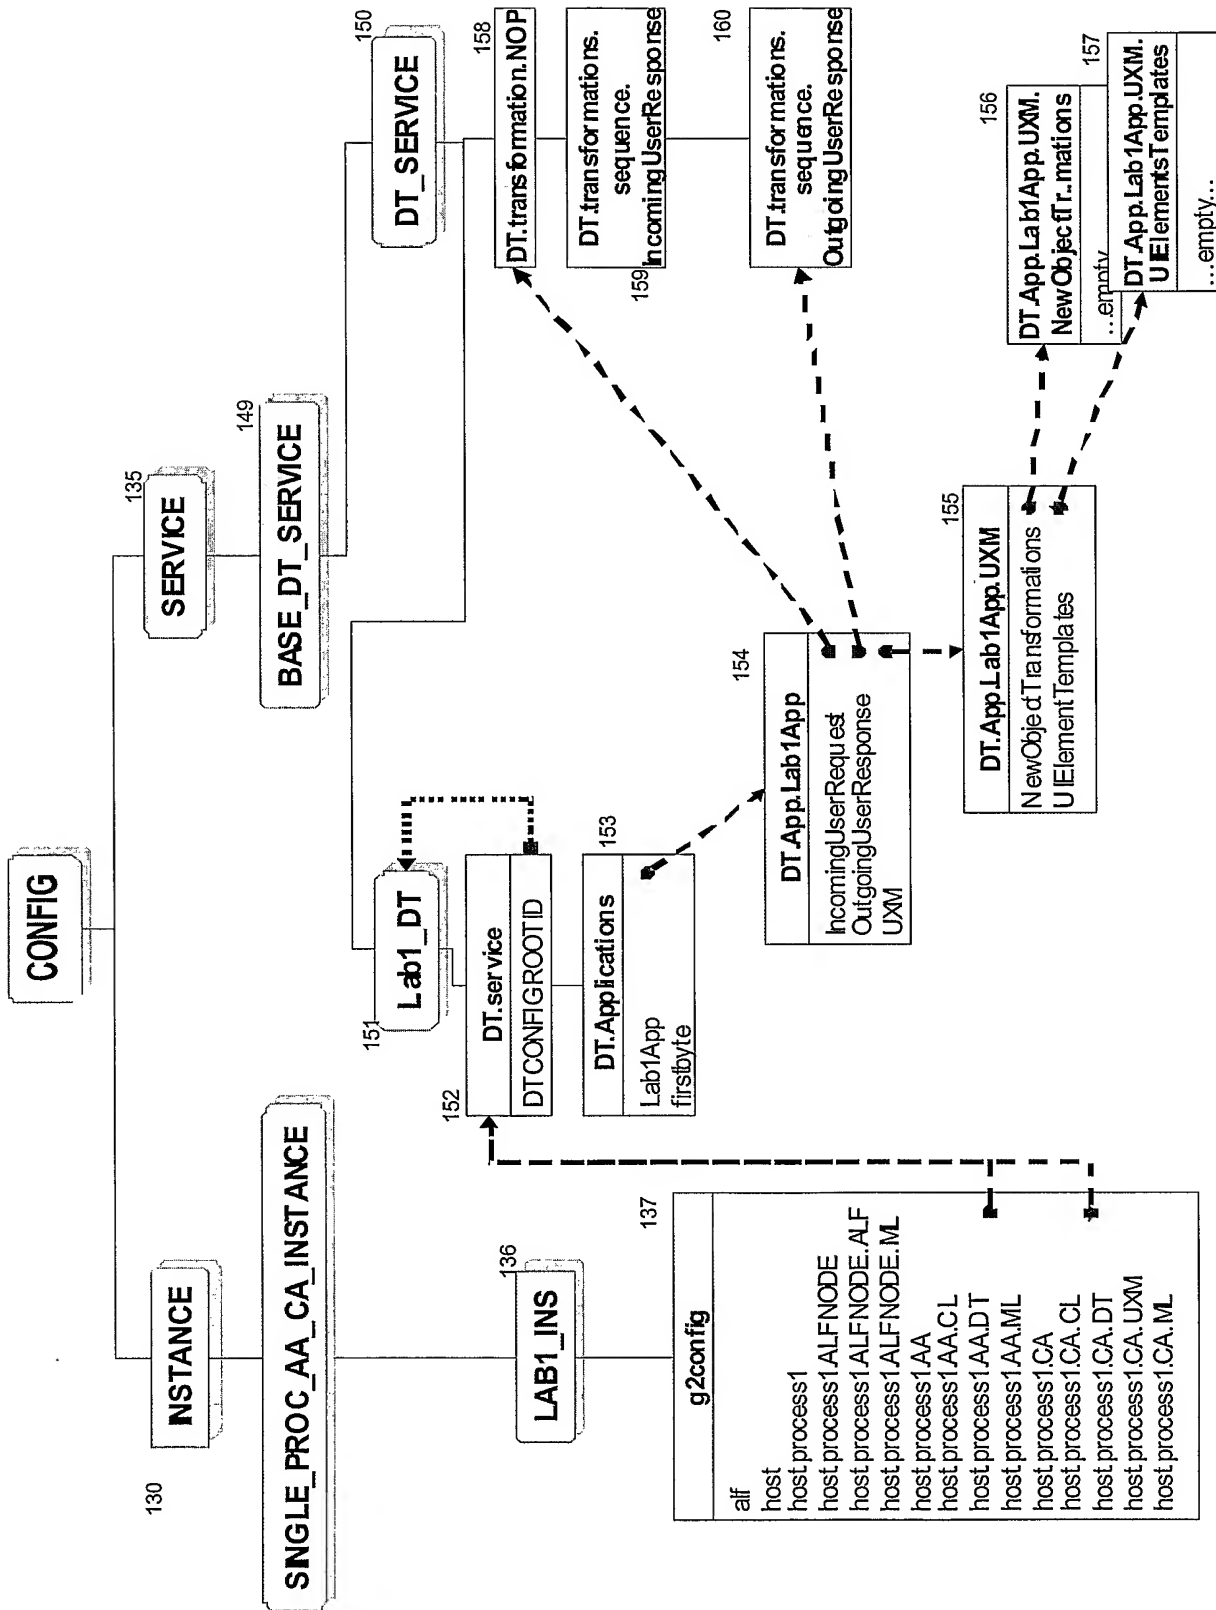 CONFIG
130
INSTANCE
SINGLE_PROC_AA_CA_INSTANCE
136
LAB1_INS
137
g2config
alf
host
host.process1
host.process1.ALFNODE
host.process1.ALFNODE.ALF
host.process1.ALFNODE.ML
host.process1.AA
host.process1.AA.CL
host.process1.AA.DT
host.process1.AA.ML
host.process1.CA
host.process1.CA.CL
host.process1.CA.DT
host.process1.CA.UXM
host.process1.CA.ML
135
SERVICE
149
BASE_DT_SERVICE
150
DT_SERVICE
151
Lab1_DT
152
DT.service
DTCONFIGROOTID
153
DT.Applications
Lab1App
firstbyte
154
DT.App.Lab1App
IncomingUserRequest
OutgoingUserResponse
UXM
155
DT.App.Lab1App.UXM
NewObjectTransformations
UIElementTemplates
156
DT.App.Lab1App.UXM.
NewObjectTr..mations
...empty...
157
DT.App.Lab1App.UXM.
UIElementsTemplates
...empty...
158
DT.transformation.NOP
159
DT.transformations.
sequence.
IncomingUserResponse
160
DT.transformations.
sequence.
OutgoingUserResponse